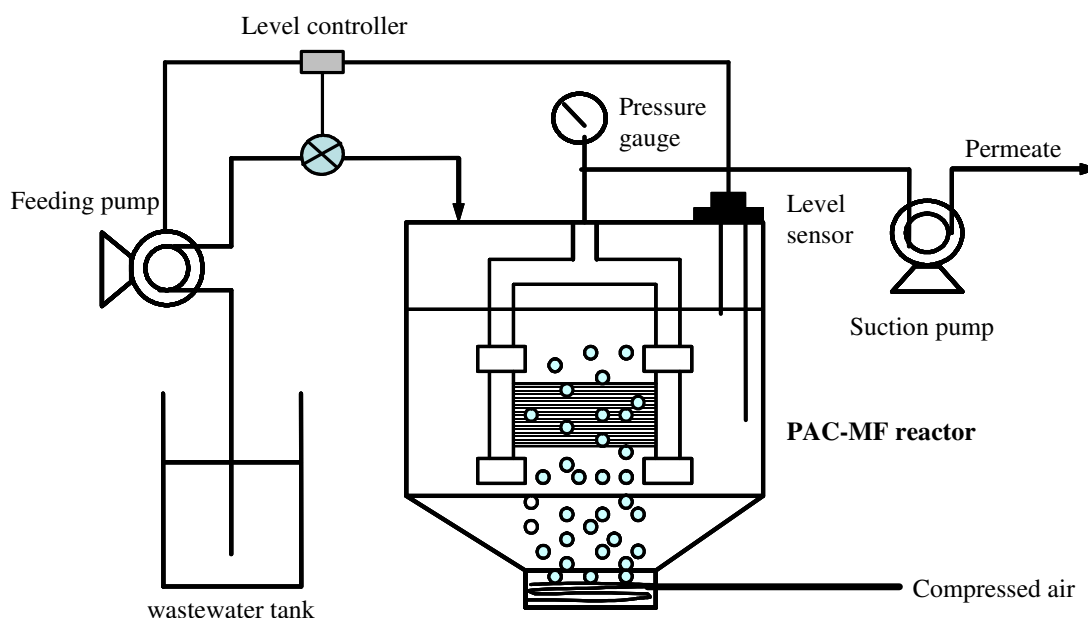 Level controller
Pressure
gauge
Permeate
Feeding pump
Level
sensor
Suction pump
PAC-MF reactor
Compressed air
wastewater tank